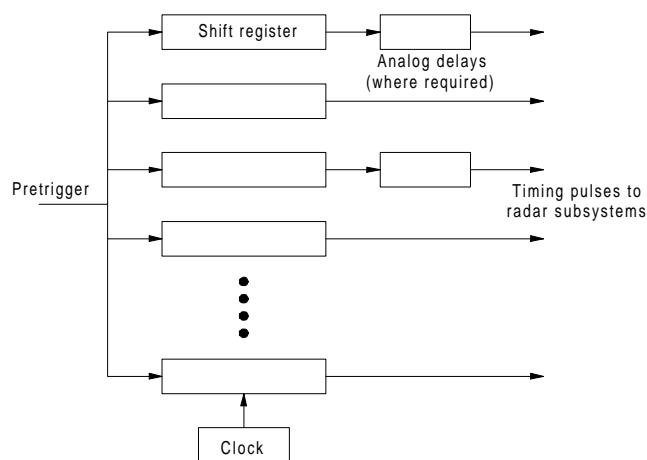 Shift register
Analog delays
(where required)
Pretrigger
Timing pulses to
radar subsystems
Clock